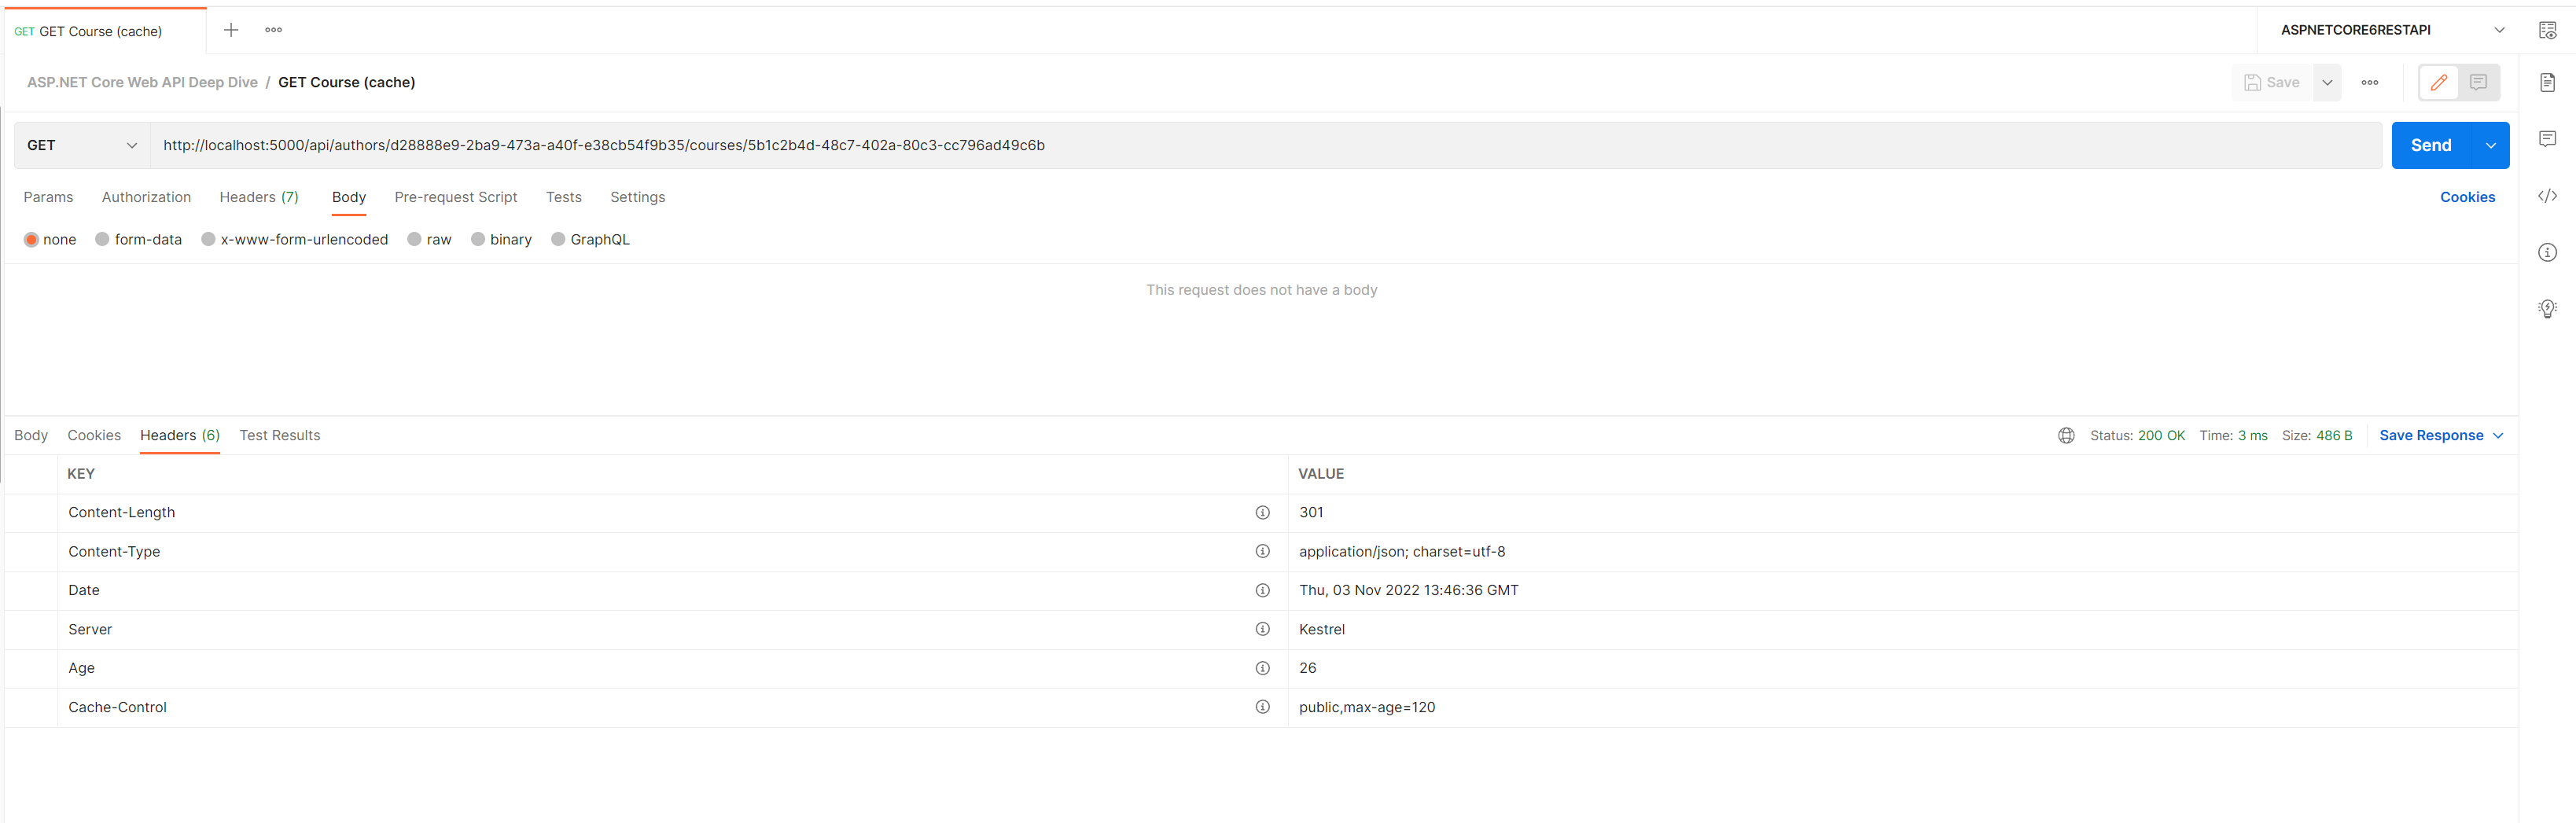 GET GET Course (cache)
ASPNETCORE6RESTAPI
ASP.NET Core Web API Deep Dive / GET Course (cache)
Save
GET http://localhost:5000/api/authors/d28888e9-2ba9-473a-a40f-e38cb54f9b35/courses/5b1c2b4d-48c7-402a-80c3-cc796ad49c6b Send
Params Authorization Headers (7) Body Pre-request Script Tests Settings Cookies
none form-data x-www-form-urlencoded raw binary GraphQL
This request does not have a body
Body Cookies Headers (6) Test Results Status: 200 OK Time: 3 ms Size: 486 B Save Response
KEY VALUE
Content-Length 301
Content-Type application/json; charset=utf-8
Date Thu, 03 Nov 2022 13:46:36 GMT
Server Kestrel
Age 26
Cache-Control public,max-age=120